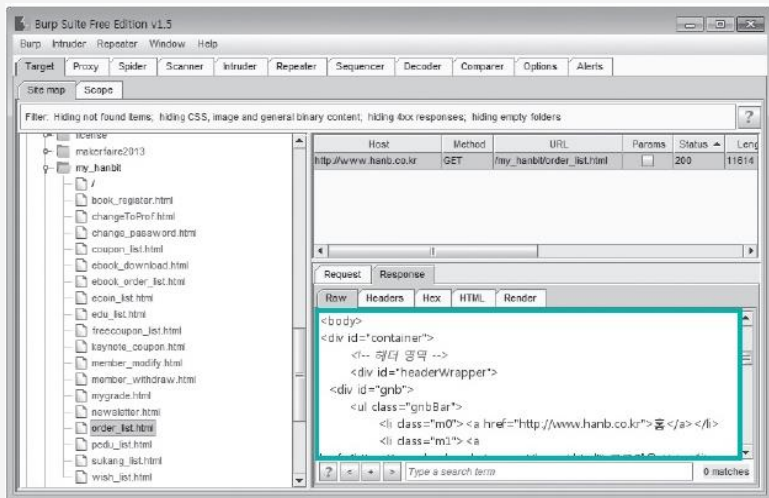 Burp Suite Free Edition v1.5
Burp Intruder Repeater Window Help
Target Proxy Spider Scanner Intruder Repeater Sequencer Decoder Comparer Options Alerts
Site map Scope
Filter: Hiding not found items; hiding CSS, image and general binary content; hiding 4xx responses; hiding empty folders ?
license
makerfaire2013
my_hanbit
/
book_register.html
changeToProf.html
change_password.html
coupon_list.html
ebook_download.html
ebook_order_list.html
ecoin_list.html
edu_list.html
freecoupon_list.html
keynote_coupon.html
member_modify.html
member_withdraw.html
mygrade.html
newsletter.html
order_list.html
pedu_list.html
sukang_list.html
wish_list.html
Host Method URL Params Status Leng
http://www.hanb.co.kr GET /my_hanbit/order_list.html 200 11614
Request Response
Raw Headers Hex HTML Render
<body>
<div id="container">
<!-- 헤더 영역 -->
<div id="headerWrapper">
<div id="gnb">
<ul class="gnbBar">
<li class="m0"><a href="http://www.hanb.co.kr">홈</a></li>
<li class="m1"><a
? < + > Type a search term 0 matches